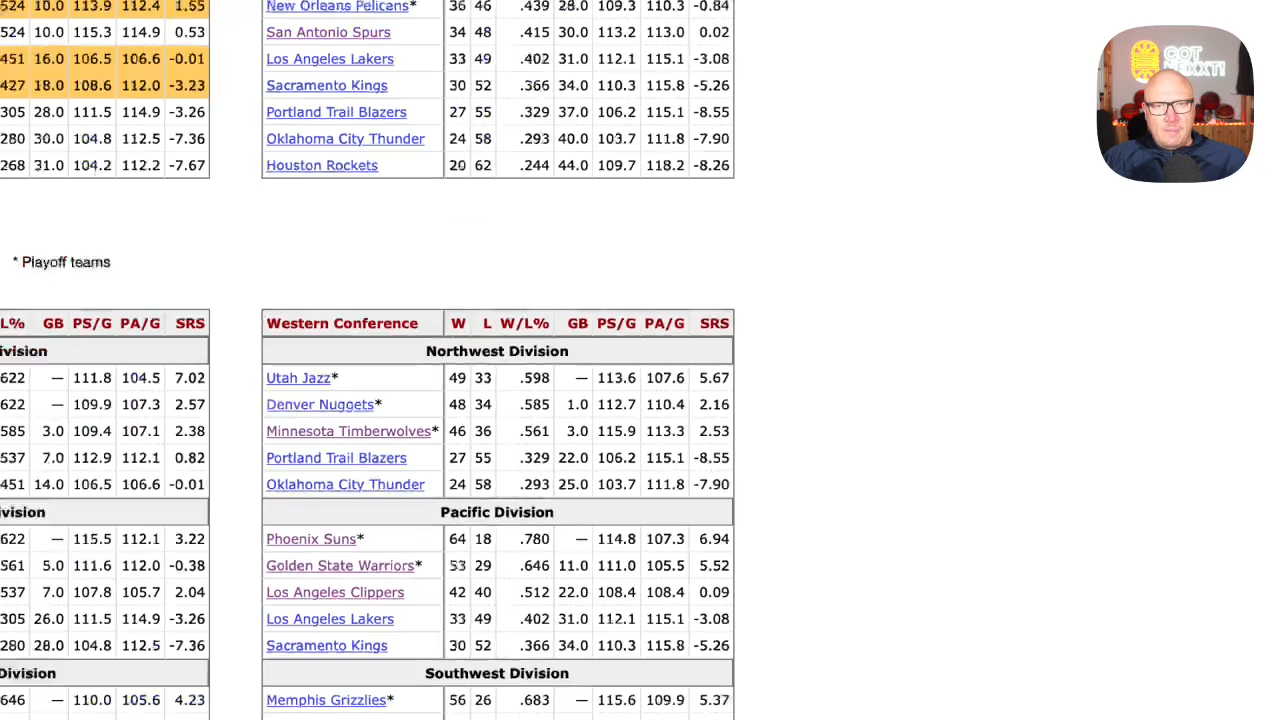 524 10.0 113.9 112.4 1.55
524 10.0 115.3 114.9 0.53
451 16.0 106.5 106.6 -0.01
427 18.0 108.6 112.0 -3.23
305 28.0 111.5 114.9 -3.26
280 30.0 104.8 112.5 -7.36
268 31.0 104.2 112.2 -7.67
New Orleans Pelicans* 36 46 .439 28.0 109.3 110.3 -0.84
San Antonio Spurs 34 48 .415 30.0 113.2 113.0 0.02
Los Angeles Lakers 33 49 .402 31.0 112.1 115.1 -3.08
Sacramento Kings 30 52 .366 34.0 110.3 115.8 -5.26
Portland Trail Blazers 27 55 .329 37.0 106.2 115.1 -8.55
Oklahoma City Thunder 24 58 .293 40.0 103.7 111.8 -7.90
Houston Rockets 20 62 .244 44.0 109.7 118.2 -8.26
GOT
NEXXT!
* Playoff teams
L% GB PS/G PA/G SRS
ivision
622 — 111.8 104.5 7.02
622 — 109.9 107.3 2.57
585 3.0 109.4 107.1 2.38
537 7.0 112.9 112.1 0.82
451 14.0 106.5 106.6 -0.01
ivision
622 — 115.5 112.1 3.22
561 5.0 111.6 112.0 -0.38
537 7.0 107.8 105.7 2.04
305 26.0 111.5 114.9 -3.26
280 28.0 104.8 112.5 -7.36
Division
646 — 110.0 105.6 4.23
Western Conference W L W/L% GB PS/G PA/G SRS
Northwest Division
Utah Jazz* 49 33 .598 — 113.6 107.6 5.67
Denver Nuggets* 48 34 .585 1.0 112.7 110.4 2.16
Minnesota Timberwolves* 46 36 .561 3.0 115.9 113.3 2.53
Portland Trail Blazers 27 55 .329 22.0 106.2 115.1 -8.55
Oklahoma City Thunder 24 58 .293 25.0 103.7 111.8 -7.90
Pacific Division
Phoenix Suns* 64 18 .780 — 114.8 107.3 6.94
Golden State Warriors* 53 29 .646 11.0 111.0 105.5 5.52
Los Angeles Clippers 42 40 .512 22.0 108.4 108.4 0.09
Los Angeles Lakers 33 49 .402 31.0 112.1 115.1 -3.08
Sacramento Kings 30 52 .366 34.0 110.3 115.8 -5.26
Southwest Division
Memphis Grizzlies* 56 26 .683 — 115.6 109.9 5.37